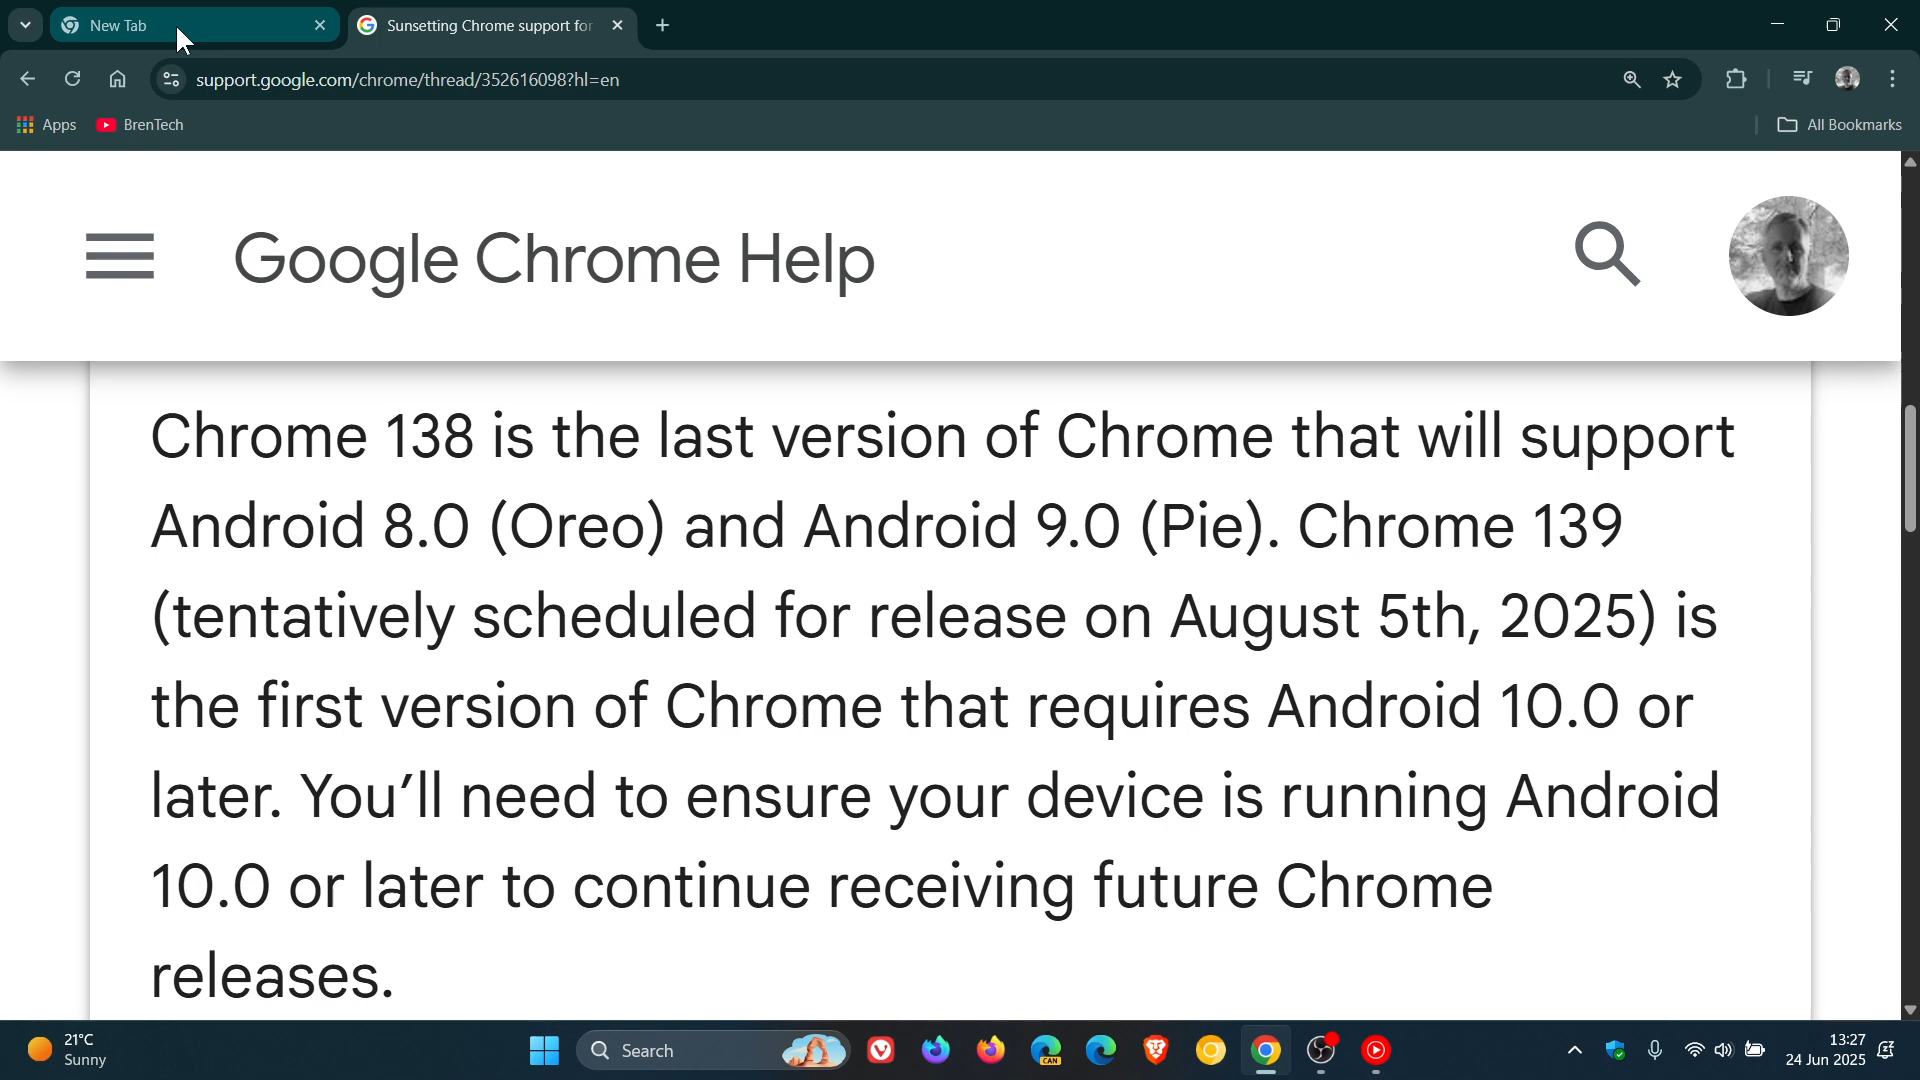 New Tab
Sunsetting Chrome support for
support.google.com/chrome/thread/352616098?hl=en
Apps
BrenTech
All Bookmarks
Google Chrome Help
Chrome 138 is the last version of Chrome that will support
Android 8.0 (Oreo) and Android 9.0 (Pie). Chrome 139
(tentatively scheduled for release on August 5th, 2025) is
the first version of Chrome that requires Android 10.0 or
later. You’ll need to ensure your device is running Android
10.0 or later to continue receiving future Chrome
releases.
21°C
Sunny
Search
CAN
13:27
24 Jun 2025